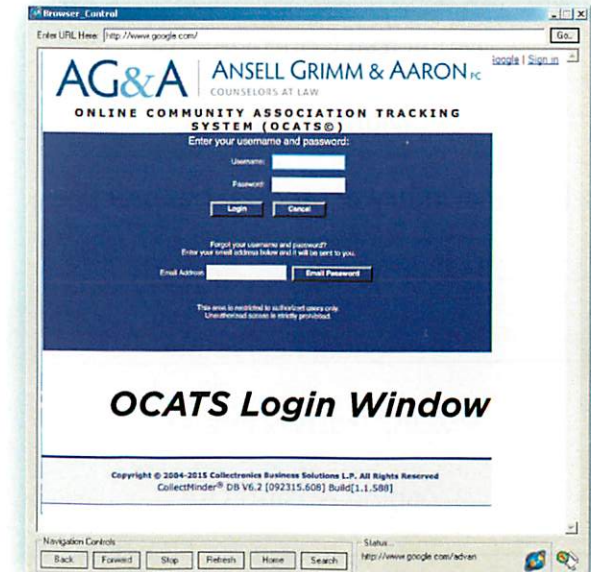 Browser_Control
Enter URL Here: http://www.google.com/ Go..
Google | Sign in
AG&A ANSELL GRIMM & AARON PC
COUNSELORS AT LAW
ONLINE COMMUNITY ASSOCIATION TRACKING
SYSTEM (OCATS©)
Enter your username and password:
Username:
Password:
Login Cancel
Forgot your username and password?
Enter your email address below and it will be sent to you.
Email Address Email Password
This area is restricted to authorized users only.
Unauthorized access is strictly prohibited.
OCATS Login Window
Copyright © 2004-2015 Collectronics Business Solutions L.P. All Rights Reserved
CollectMinder® DB V6.2 [092315.608] Build[1.1.588]
Navigation Controls Status...
Back Forward Stop Refresh Home Search http://www.google.com/advan